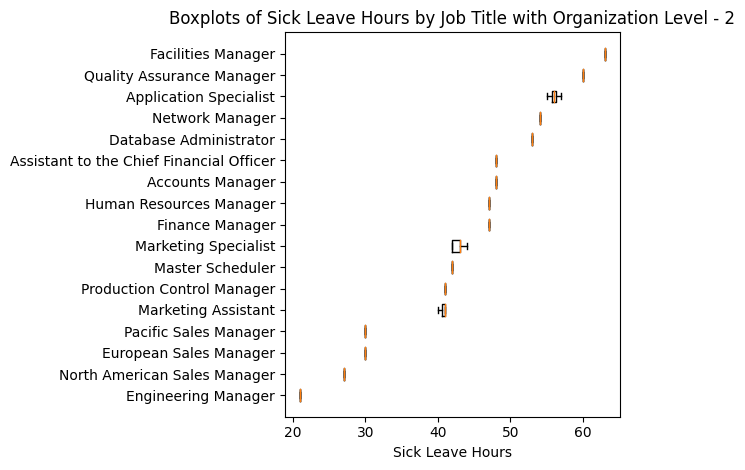 Boxplots of Sick Leave Hours by Job Title with Organization Level - 2
Facilities Manager
Quality Assurance Manager
Application Specialist
Network Manager
Database Administrator
Assistant to the Chief Financial Officer
Accounts Manager
Human Resources Manager
Finance Manager
Marketing Specialist
Master Scheduler
Production Control Manager
Marketing Assistant
Pacific Sales Manager
European Sales Manager
North American Sales Manager
Engineering Manager
20 30 40 50 60
Sick Leave Hours